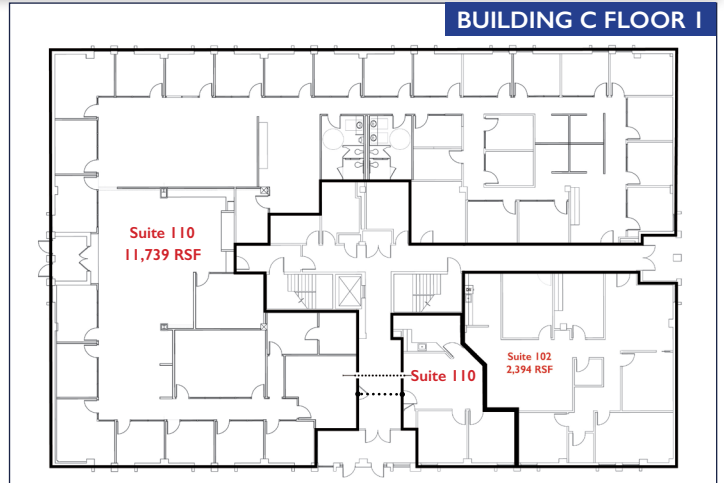 BUILDING C FLOOR 1
Suite 110
11,739 RSF
Suite 102
2,394 RSF
Suite 110